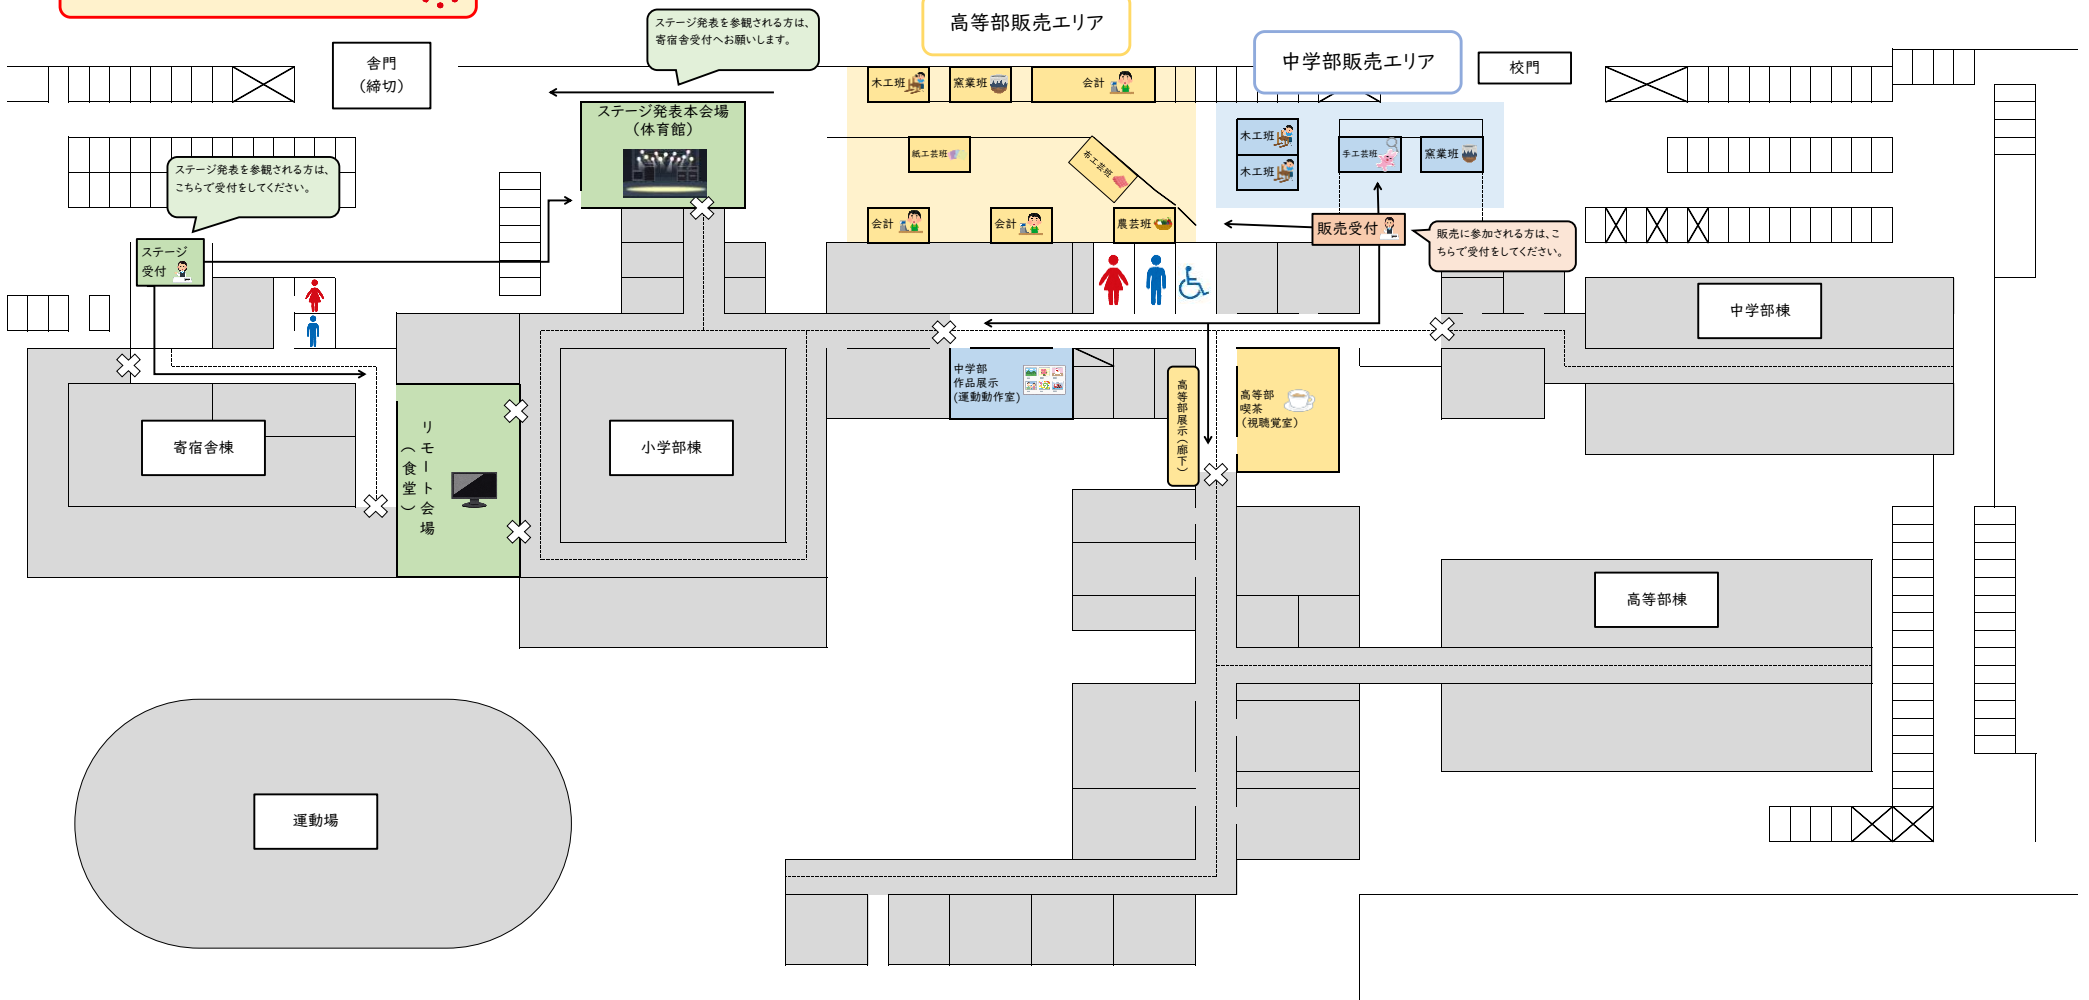 高等部販売エリア
ステージ発表を参観される方は、
寄宿舎受付へお願いします。
中学部販売エリア
校門
舎門
（締切）
木工班
窯業班
会計
ステージ発表本会場
（体育館）
木工班
手工芸班
窯業班
木工班
紙工芸班
布工芸班
ステージ発表を参観される方は、
こちらで受付をしてください。
会計
会計
農芸班
販売受付
販売に参加される方は、こ
ちらで受付をしてください。
ステージ
受付
中学部棟
中学部
作品展示
(運動動作室)
高等部展示（廊下）
高等部
喫茶
（視聴覚室）
寄宿舎棟
リモート会場
（食堂）
小学部棟
高等部棟
運動場